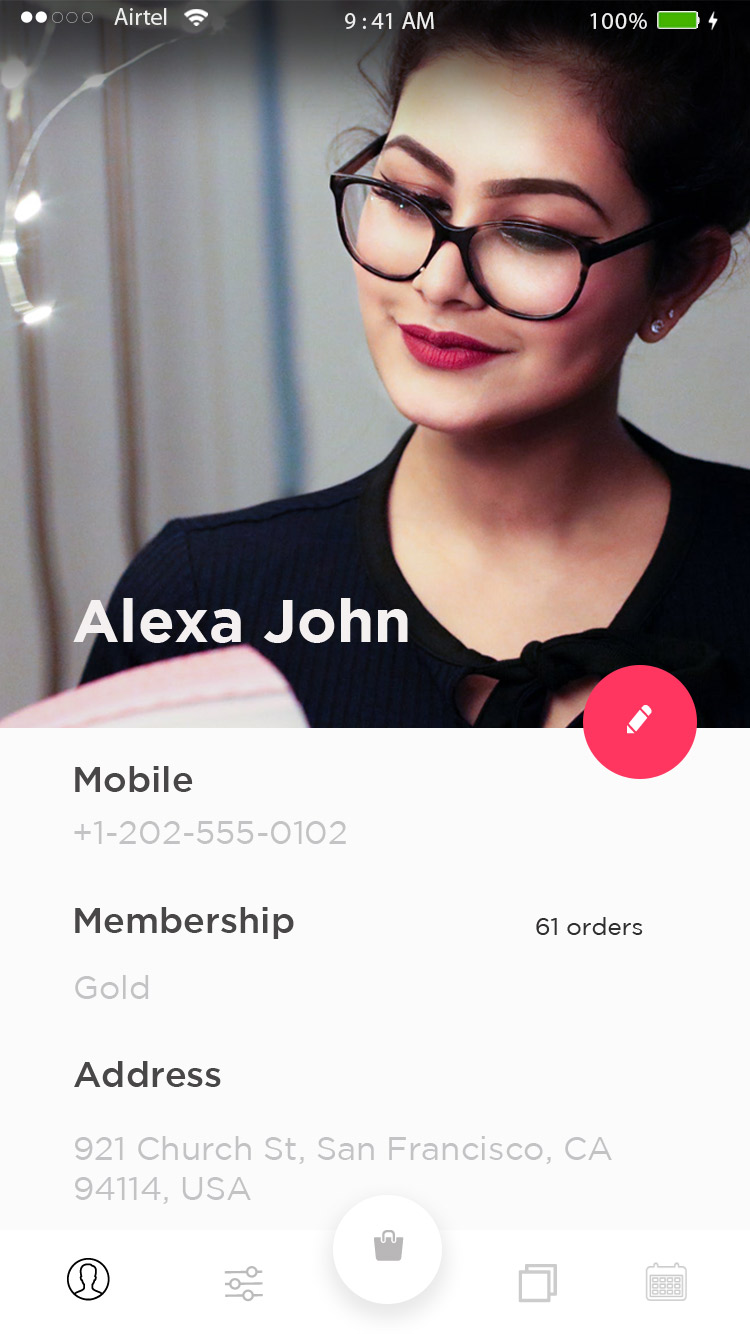 Airtel
9:41 AM
100%
Alexa John
Mobile
+1-202-555-0102
Membership
61 orders
Gold
Address
921 Church St, San Francisco, CA
94114, USA